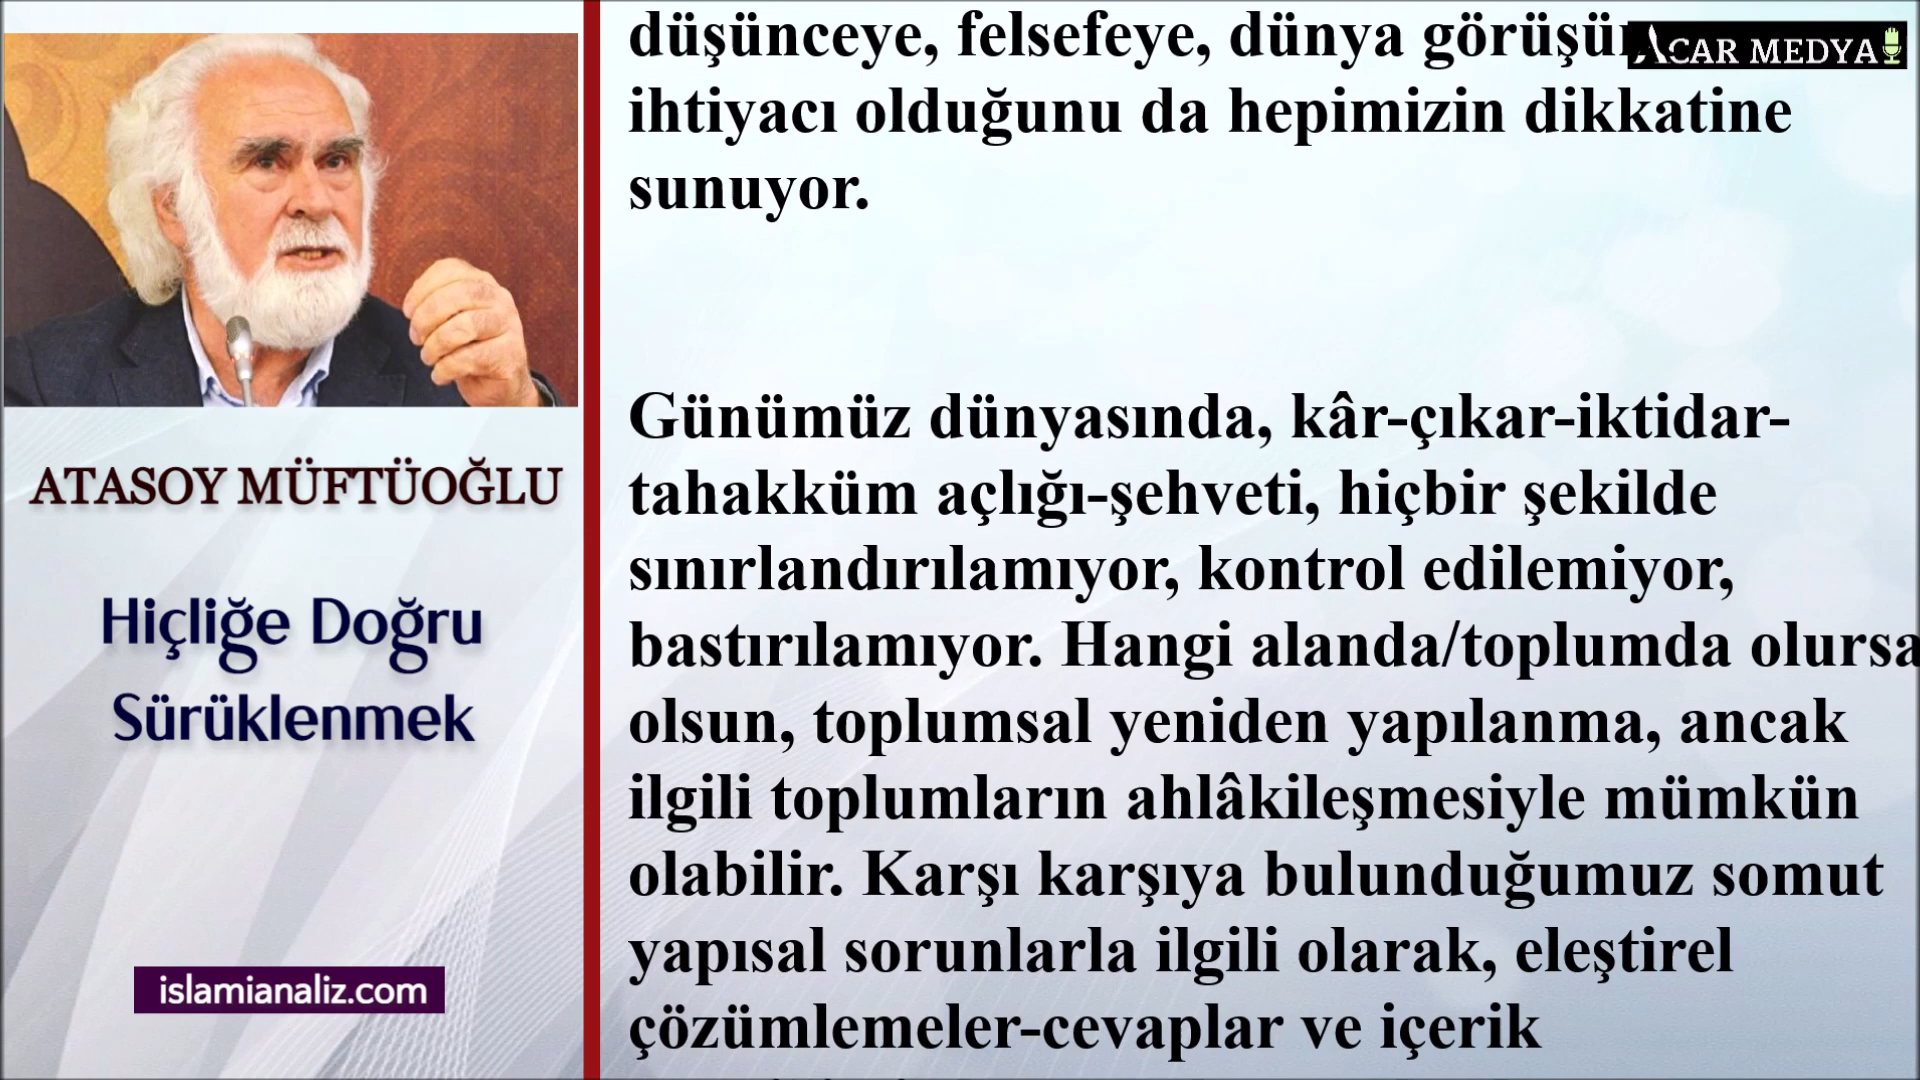 ATASOY MÜFTÜOĞLU
Hiçliğe Doğru
Sürüklenmek
islamianaliz.com
ACAR MEDYA
düşünceye, felsefeye, dünya
ihtiyacı olduğunu da hepimizin dikkatine
sunuyor.
Günümüz dünyasında, kâr-çıkar-iktidar-
tahakküm açlığı-şehveti, hiçbir şekilde
sınırlandırılamıyor, kontrol edilemiyor,
bastırılamıyor. Hangi alanda/toplumda olursa
olsun, toplumsal yeniden yapılanma, ancak
ilgili toplumların ahlâkileşmesiyle mümkün
olabilir. Karşı karşıya bulunduğumuz somut
yapısal sorunlarla ilgili olarak, eleştirel
çözümlemeler-cevaplar ve içerik